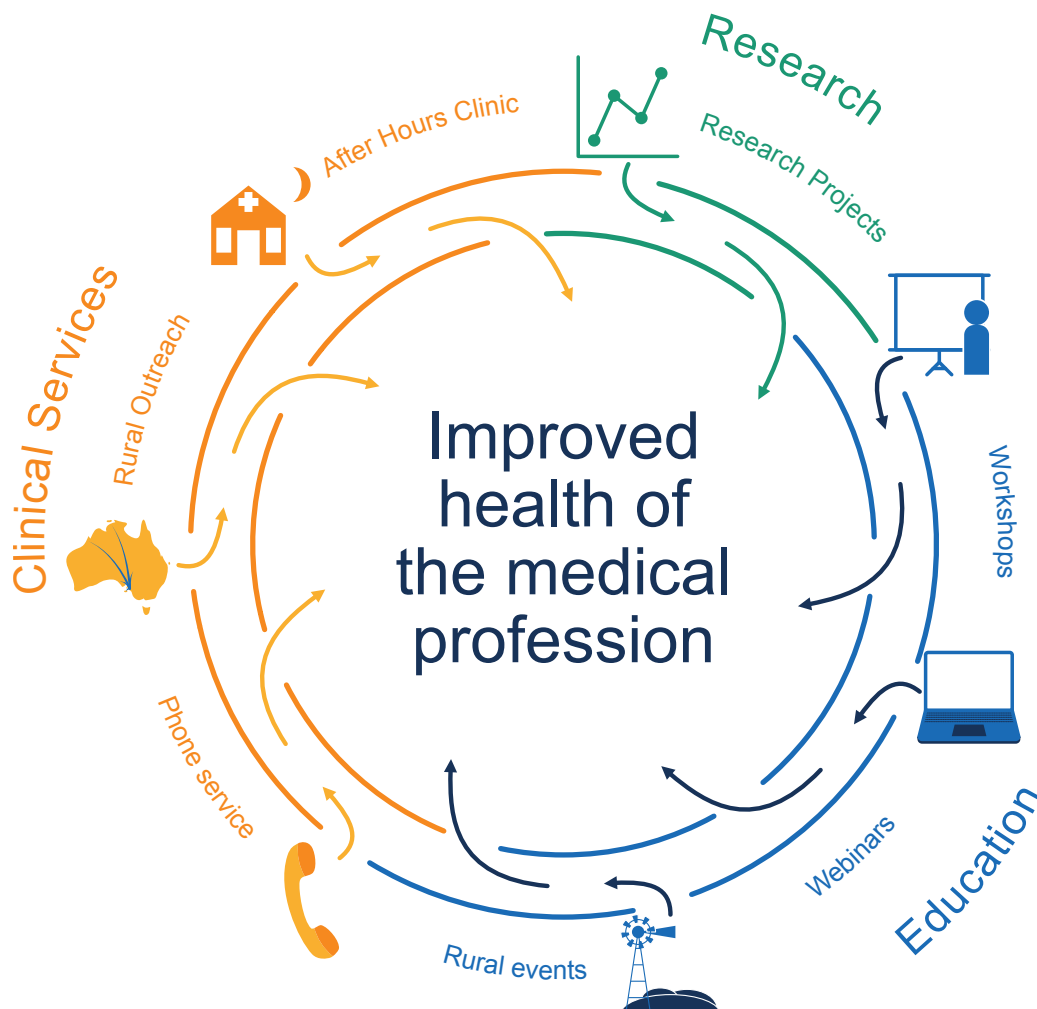 Research
Research Projects
After Hours Clinic
Clinical Services
Rural Outreach
Improved
health of
the medical
profession
Workshops
Phone service
Webinars
Education
Rural events